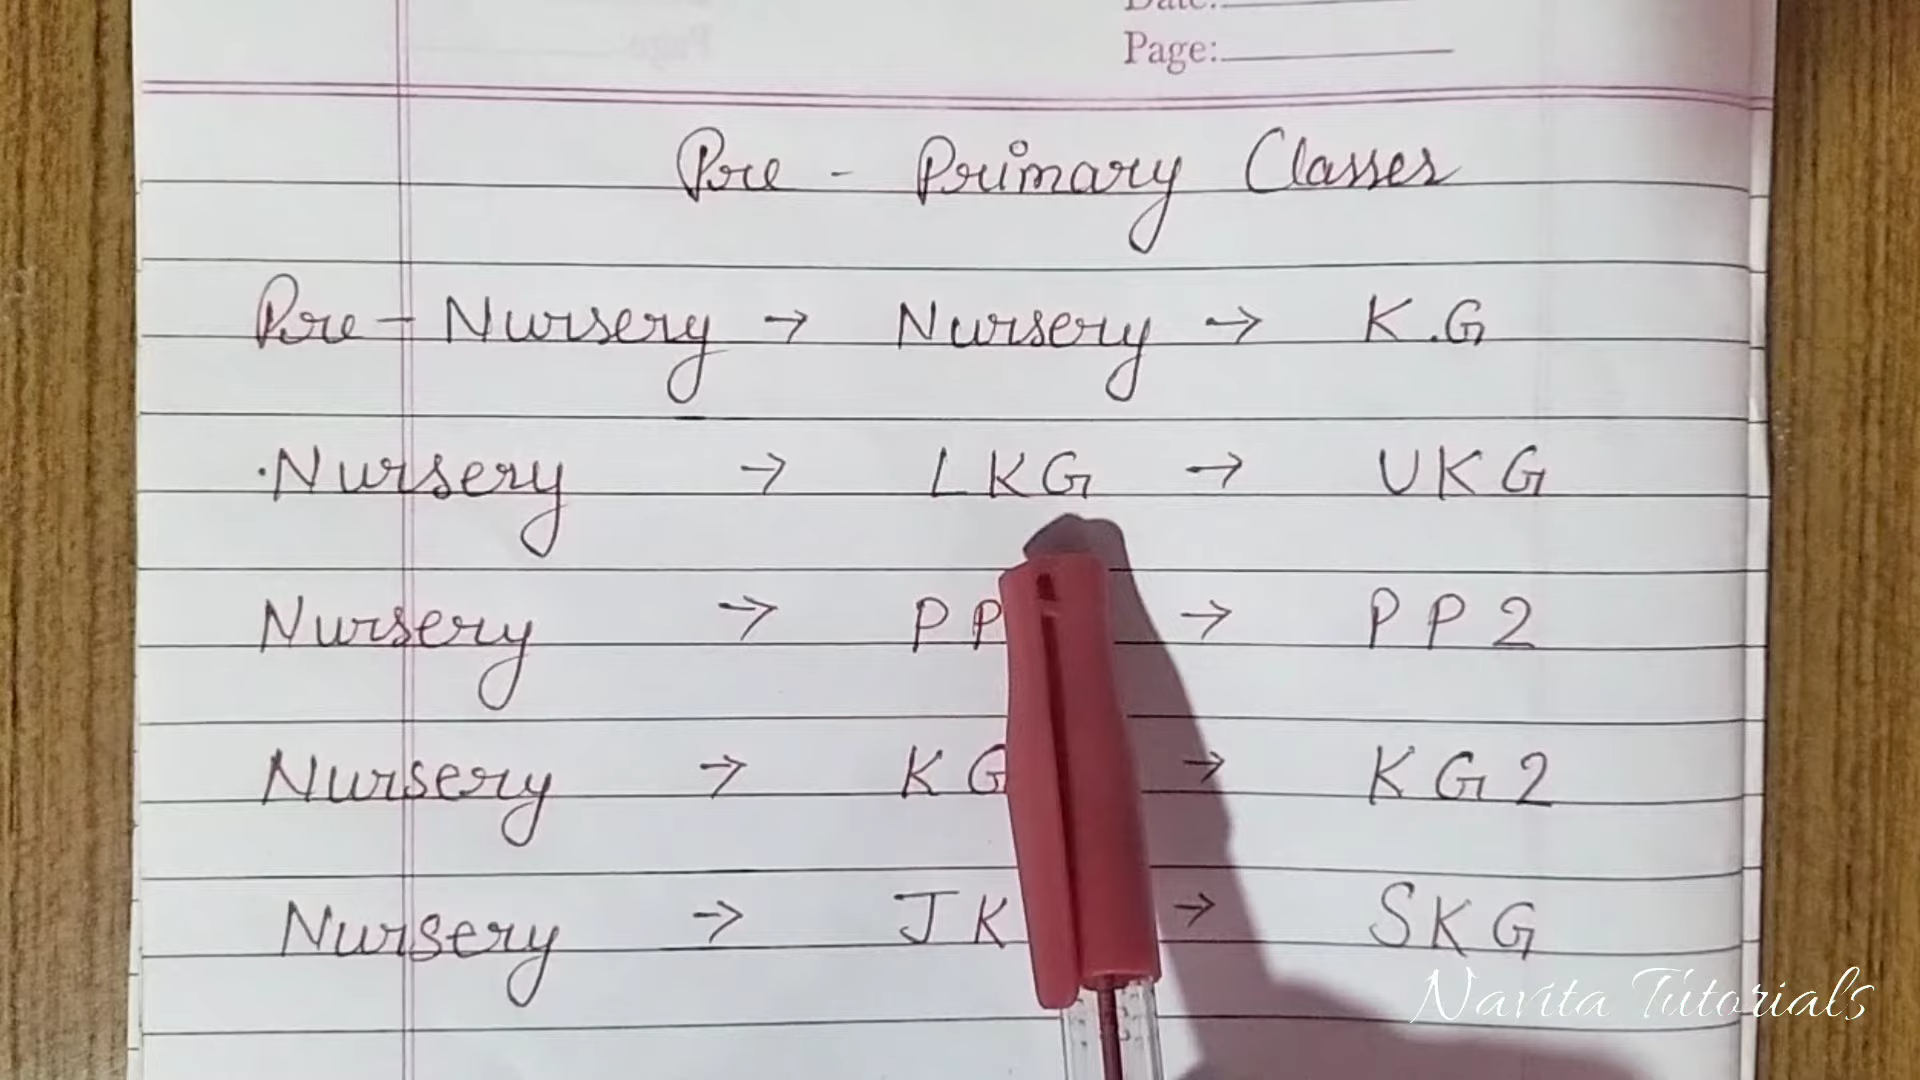 Page:
Pre - Primary Classes
Pre - Nursery → Nursery → K.G
Nursery → LKG → UKG
Nursery → PP → PP2
Nursery → KG → KG2
Nursery → JK → SKG
Navita Tutorials